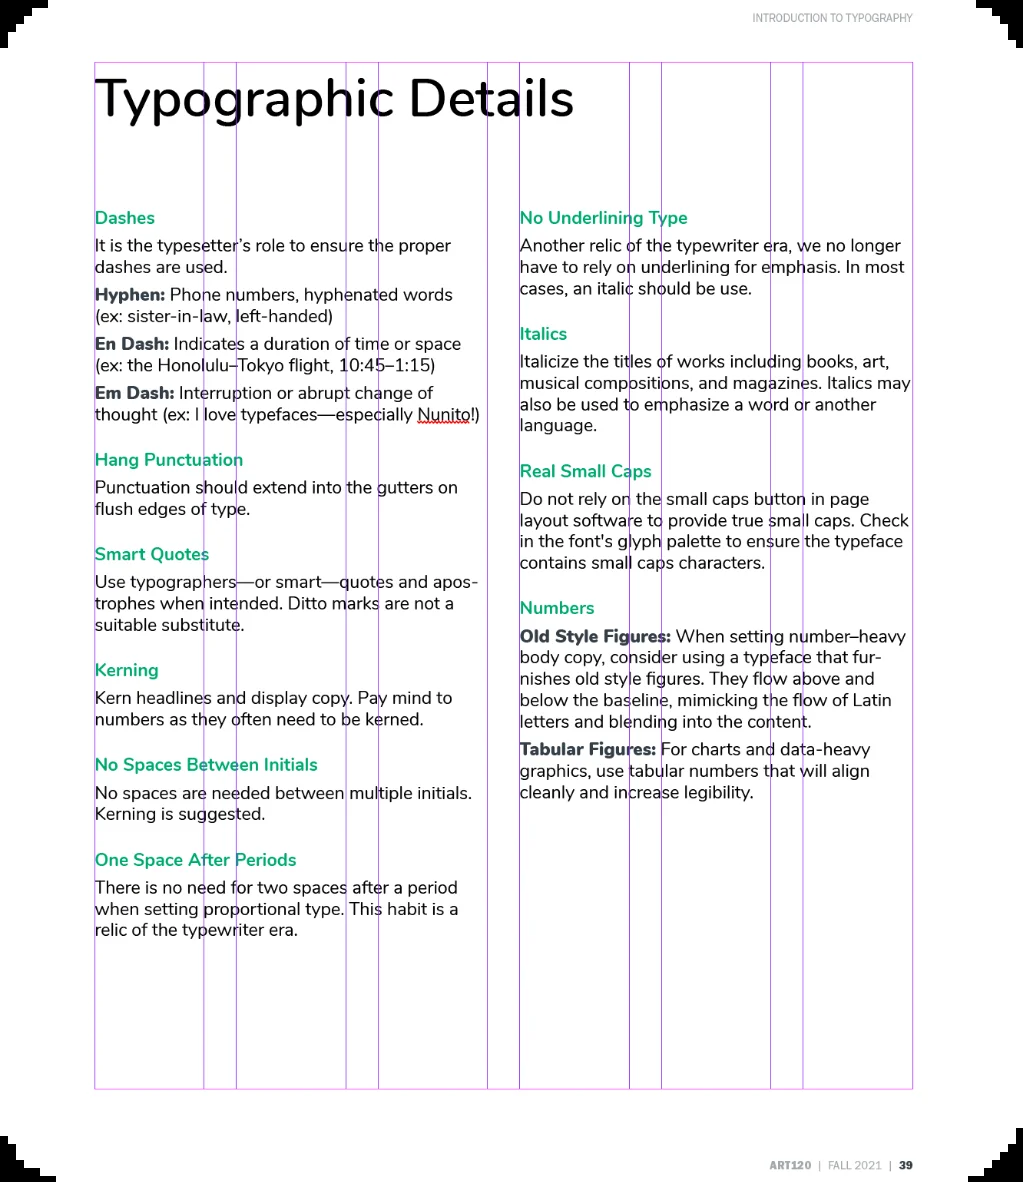 INTRODUCTION TO TYPOGRAPHY
Typographic Details
Dashes
It is the typesetter’s role to ensure the proper
dashes are used.
Hyphen: Phone numbers, hyphenated words
(ex: sister-in-law, left-handed)
En Dash: Indicates a duration of time or space
(ex: the Honolulu–Tokyo flight, 10:45–1:15)
Em Dash: Interruption or abrupt change of
thought (ex: I love typefaces—especially Nunito!)
Hang Punctuation
Punctuation should extend into the gutters on
flush edges of type.
Smart Quotes
Use typographers—or smart—quotes and apos-
trophes when intended. Ditto marks are not a
suitable substitute.
Kerning
Kern headlines and display copy. Pay mind to
numbers as they often need to be kerned.
No Spaces Between Initials
No spaces are needed between multiple initials.
Kerning is suggested.
One Space After Periods
There is no need for two spaces after a period
when setting proportional type. This habit is a
relic of the typewriter era.
No Underlining Type
Another relic of the typewriter era, we no longer
have to rely on underlining for emphasis. In most
cases, an italic should be use.
Italics
Italicize the titles of works including books, art,
musical compositions, and magazines. Italics may
also be used to emphasize a word or another
language.
Real Small Caps
Do not rely on the small caps button in page
layout software to provide true small caps. Check
in the font's glyph palette to ensure the typeface
contains small caps characters.
Numbers
Old Style Figures: When setting number–heavy
body copy, consider using a typeface that fur-
nishes old style figures. They flow above and
below the baseline, mimicking the flow of Latin
letters and blending into the content.
Tabular Figures: For charts and data-heavy
graphics, use tabular numbers that will align
cleanly and increase legibility.
ART120 | FALL 2021 | 39